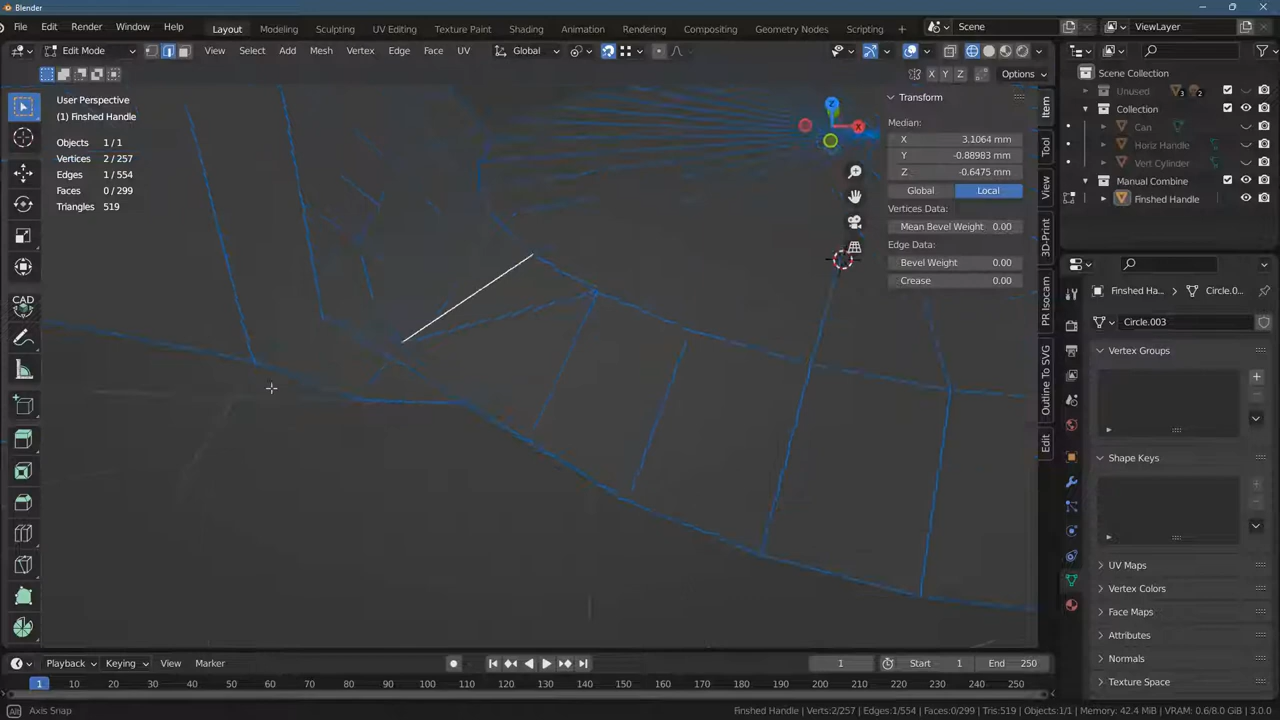 Blender
File Edit Render Window Help Layout Modeling Sculpting UV Editing Texture Paint Shading Animation Rendering Compositing Geometry Nodes Scripting + Scene ViewLayer
Edit Mode View Select Add Mesh Vertex Edge Face UV Global
X Y Z Options
User Perspective
(1) Finshed Handle
Objects 1/1
Vertices 2/257
Edges 1/554
Faces 0/299
Triangles 519
CAD
Z
X
Transform
Median:
X 3.1064 mm
Y -0.88983 mm
Z -0.6475 mm
Global Local
Vertices Data:
Mean Bevel Weight 0.00
Edge Data:
Bevel Weight 0.00
Crease 0.00
Item
Tool
View
3D-Print
PR Isocam
Outline To SVG
Edit
Scene Collection
Unused 3 2
Collection
Can
Horiz Handle
Vert Cylinder
Manual Combine
Finshed Handle
Finshed Ha... Circle.0...
Circle.003
Vertex Groups
Shape Keys
UV Maps
Vertex Colors
Face Maps
Attributes
Normals
Texture Space
Playback Keying View Marker 1 Start 1 End 250
1 10 20 30 40 50 60 70 80 90 100 110 120 130 140 150 160 170 180 190 200 210 220 230 240 250
Alt Axis Snap Finshed Handle | Verts:2/257 | Edges:1/554 | Faces:0/299 | Tris:519 | Objects:1/1 | Memory: 42.4 MiB | VRAM: 0.6/8.0 GiB | 3.0.0